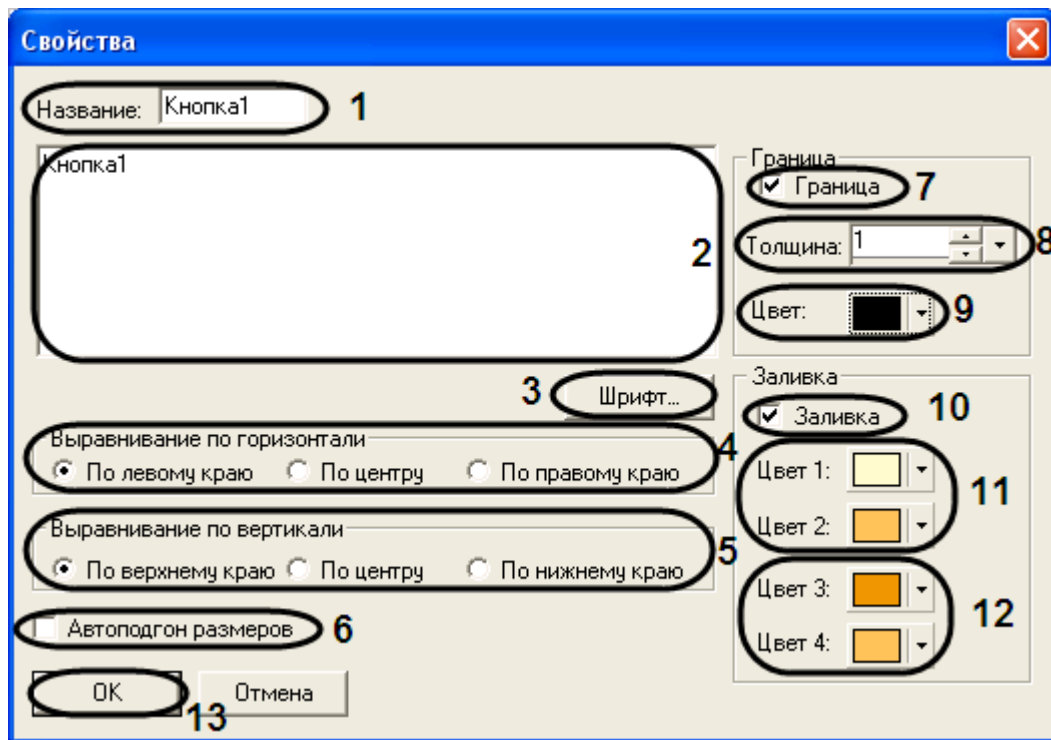 Свойства
Название: Кнопка1 1
Кнопка1
2
3 Шрифт...
Выравнивание по горизонтали
По левому краю По центру По правому краю 4
Выравнивание по вертикали
По верхнему краю По центру По нижнему краю 5
Автоподгон размеров 6
OK Отмена
13
Граница
Граница 7
Толщина: 1 8
Цвет: 9
Заливка
Заливка 10
Цвет 1:
11
Цвет 2:
Цвет 3:
12
Цвет 4: